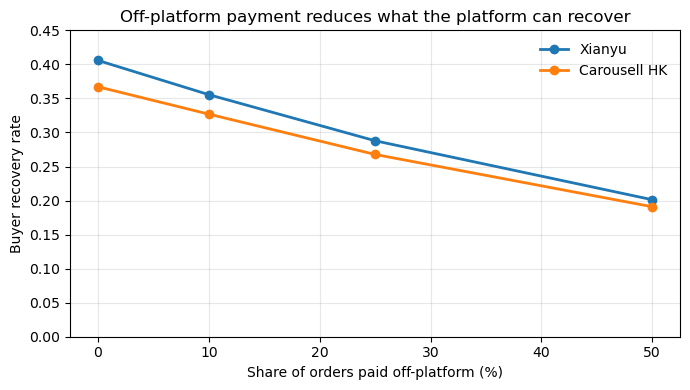 Off-platform payment reduces what the platform can recover
Xianyu
Carousell HK
Buyer recovery rate
0.45
0.40
0.35
0.30
0.25
0.20
0.15
0.10
0.05
0.00
0 10 20 30 40 50
Share of orders paid off-platform (%)